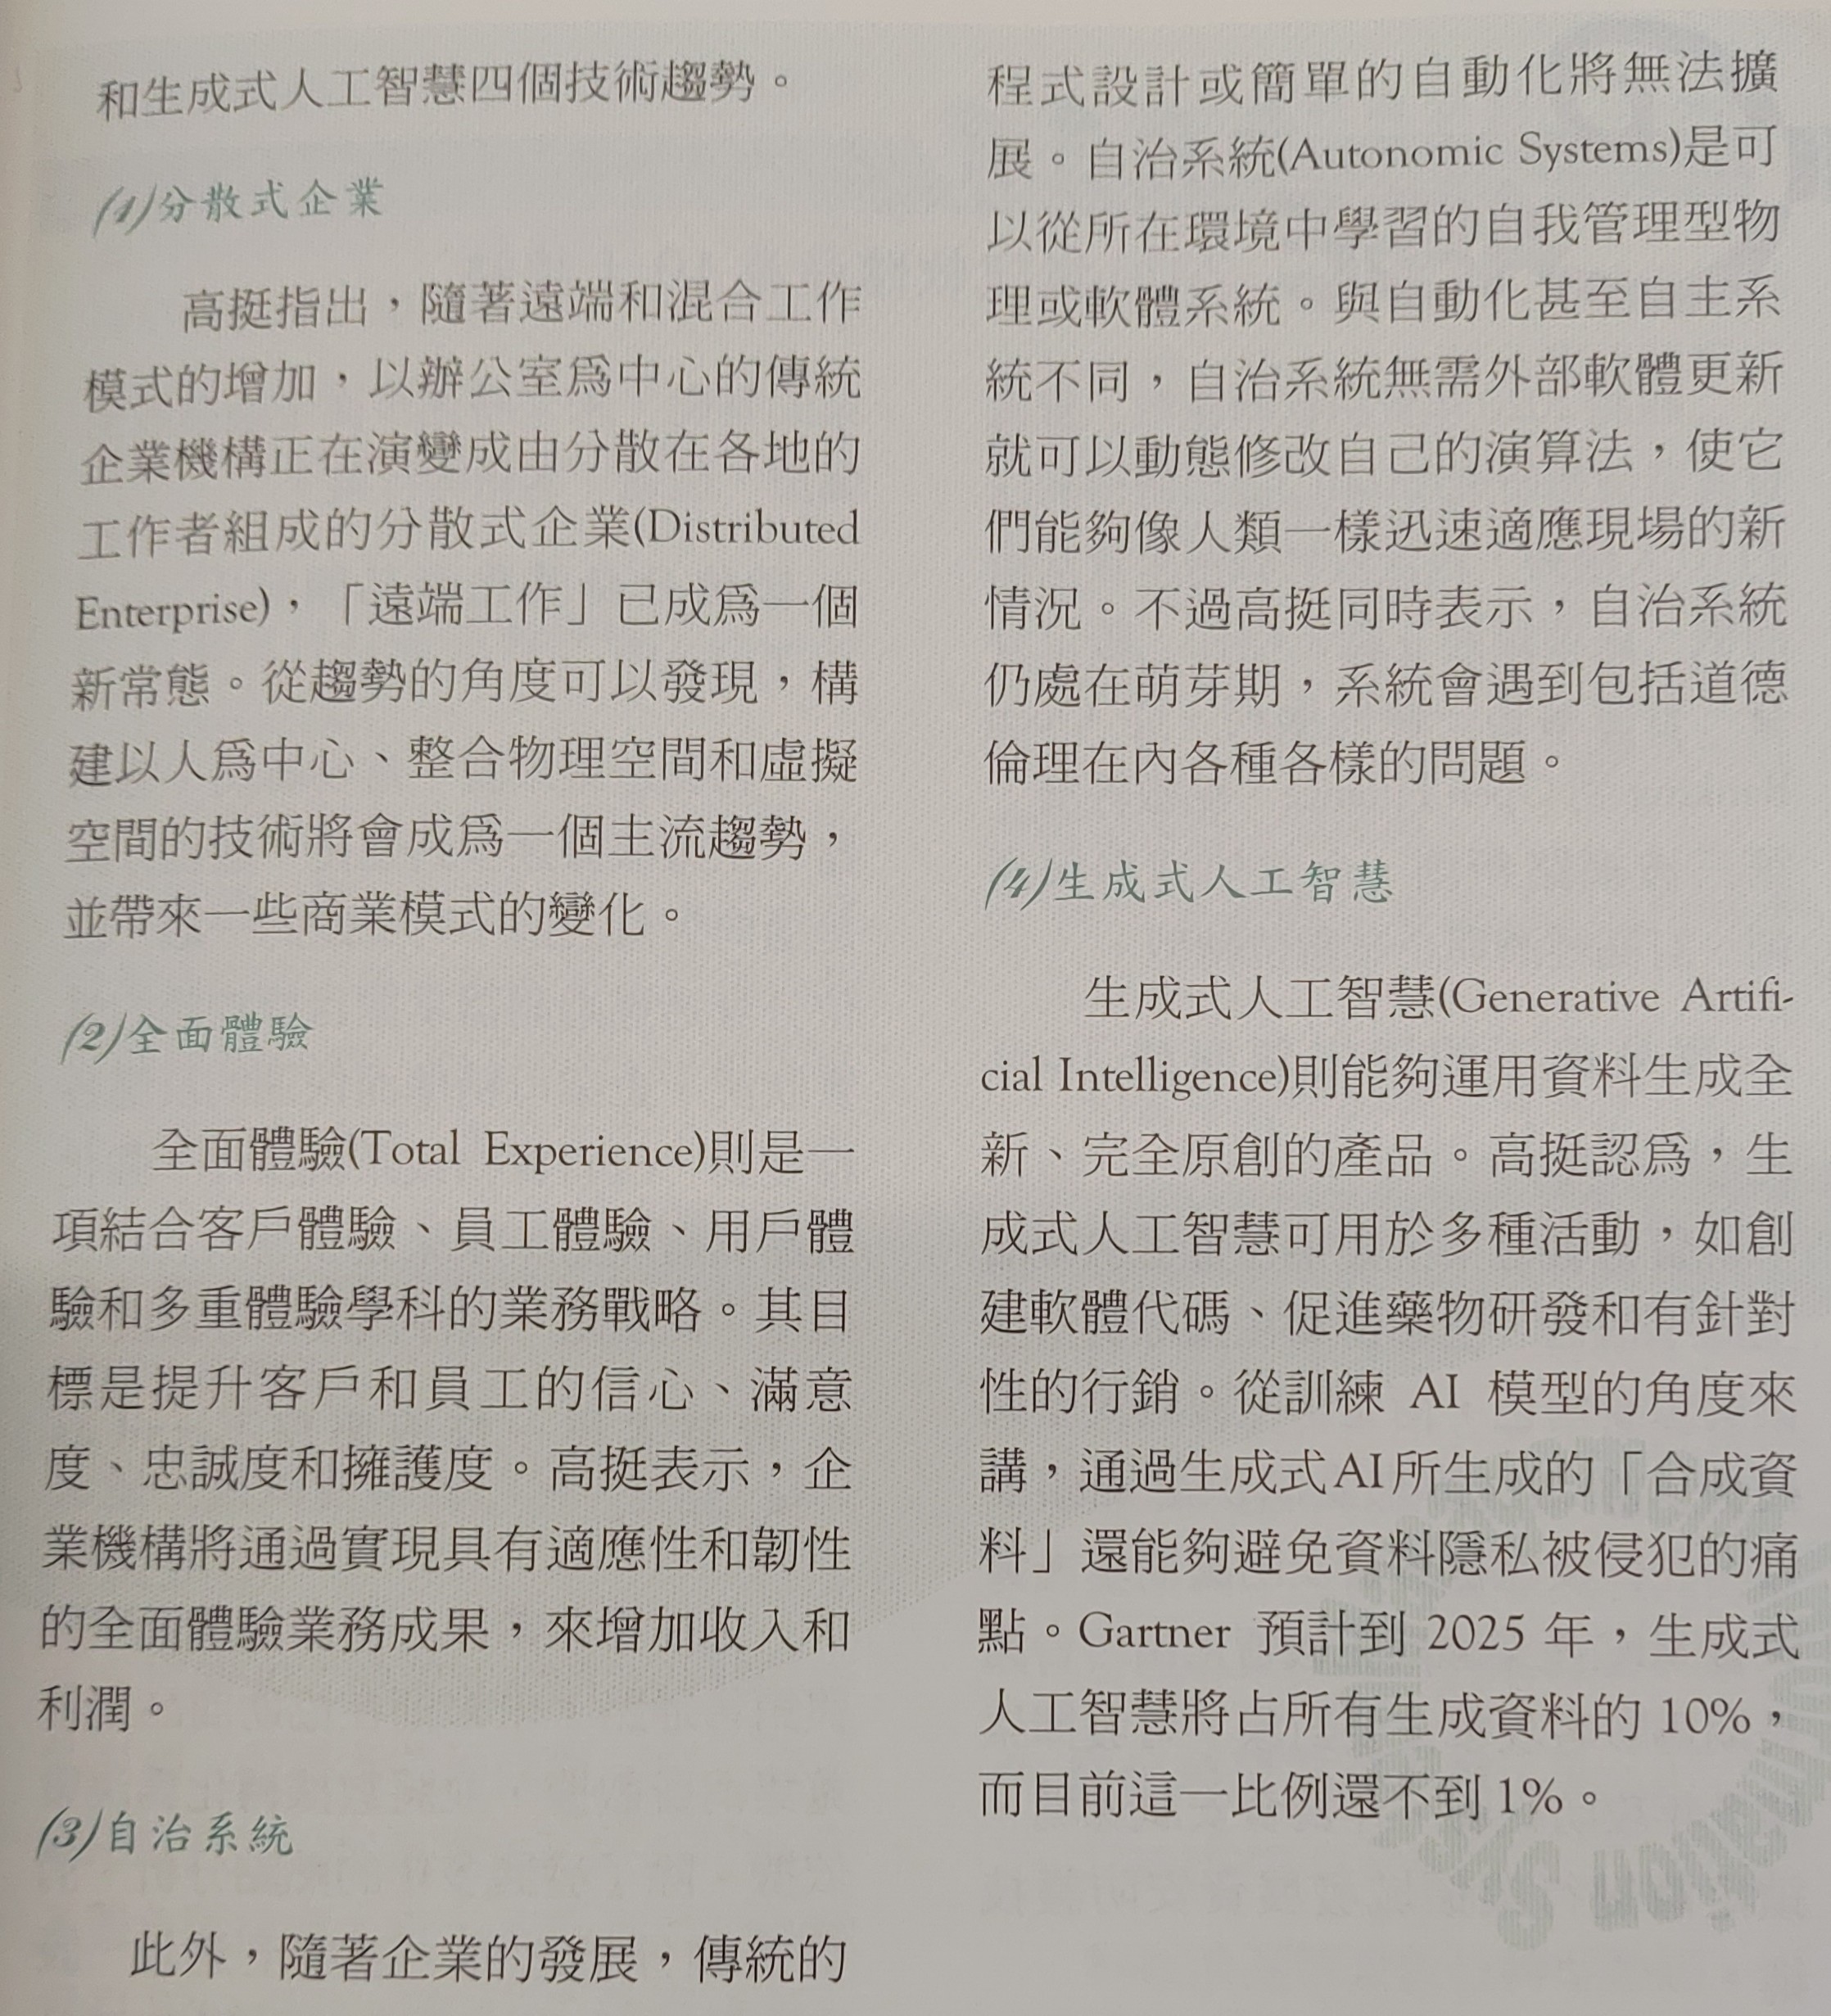 和生成式人工智慧四個技術趨勢。
(1)分散式企業
高挺指出，隨著遠端和混合工作
模式的增加，以辦公室為中心的傳統
企業機構正在演變成由分散在各地的
工作者組成的分散式企業(Distributed
Enterprise)，「遠端工作」已成為一個
新常態。從趨勢的角度可以發現，構
建以人為中心、整合物理空間和虛擬
空間的技術將會成為一個主流趨勢，
並帶來一些商業模式的變化。
(2)全面體驗
全面體驗(Total Experience)則是一
項結合客戶體驗、員工體驗、用戶體
驗和多重體驗學科的業務戰略。其目
標是提升客戶和員工的信心、滿意
度、忠誠度和擁護度。高挺表示，企
業機構將通過實現具有適應性和韌性
的全面體驗業務成果，來增加收入和
利潤。
(3)自治系統
此外，隨著企業的發展，傳統的
程式設計或簡單的自動化將無法擴
展。自治系統(Autonomic Systems)是可
以從所在環境中學習的自我管理型物
理或軟體系統。與自動化甚至自主系
統不同，自治系統無需外部軟體更新
就可以動態修改自己的演算法，使它
們能夠像人類一樣迅速適應現場的新
情況。不過高挺同時表示，自治系統
仍處在萌芽期，系統會遇到包括道德
倫理在內各種各樣的問題。
(4)生成式人工智慧
生成式人工智慧(Generative Artifi-
cial Intelligence)則能夠運用資料生成全
新、完全原創的產品。高挺認為，生
成式人工智慧可用於多種活動，如創
建軟體代碼、促進藥物研發和有針對
性的行銷。從訓練 AI 模型的角度來
講，通過生成式AI所生成的「合成資
料」還能夠避免資料隱私被侵犯的痛
點。Gartner 預計到 2025 年，生成式
人工智慧將占所有生成資料的 10%，
而目前這一比例還不到 1%。